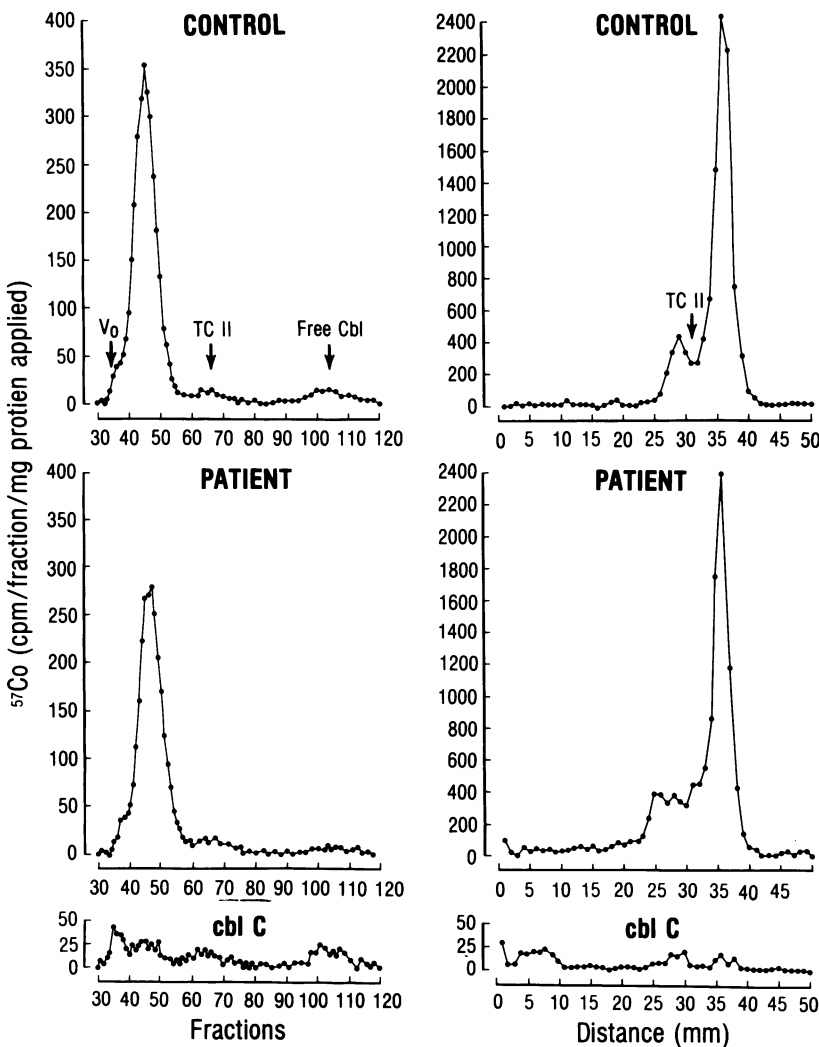 CONTROL
400
350
300
250
200
150
100
50
0
V₀
TC II
Free Cbl
30 40 50 60 70 80 90 100 110 120
CONTROL
2400
2200
2000
1800
1600
1400
1200
1000
800
600
400
200
0
TC II
0 5 10 15 20 25 30 35 40 45 50
⁵⁷Co (cpm/fraction/mg protien applied)
PATIENT
400
350
300
250
200
150
100
50
0
30 40 50 60 70 80 90 100 110 120
PATIENT
2400
2200
2000
1800
1600
1400
1200
1000
800
600
400
200
0
0 5 10 15 20 25 30 35 40 45
cbl C
50
25
0
30 40 50 60 70 80 90 100 110 120
Fractions
cbl C
50
25
0
0 5 10 15 20 25 30 35 40 45 50
Distance (mm)